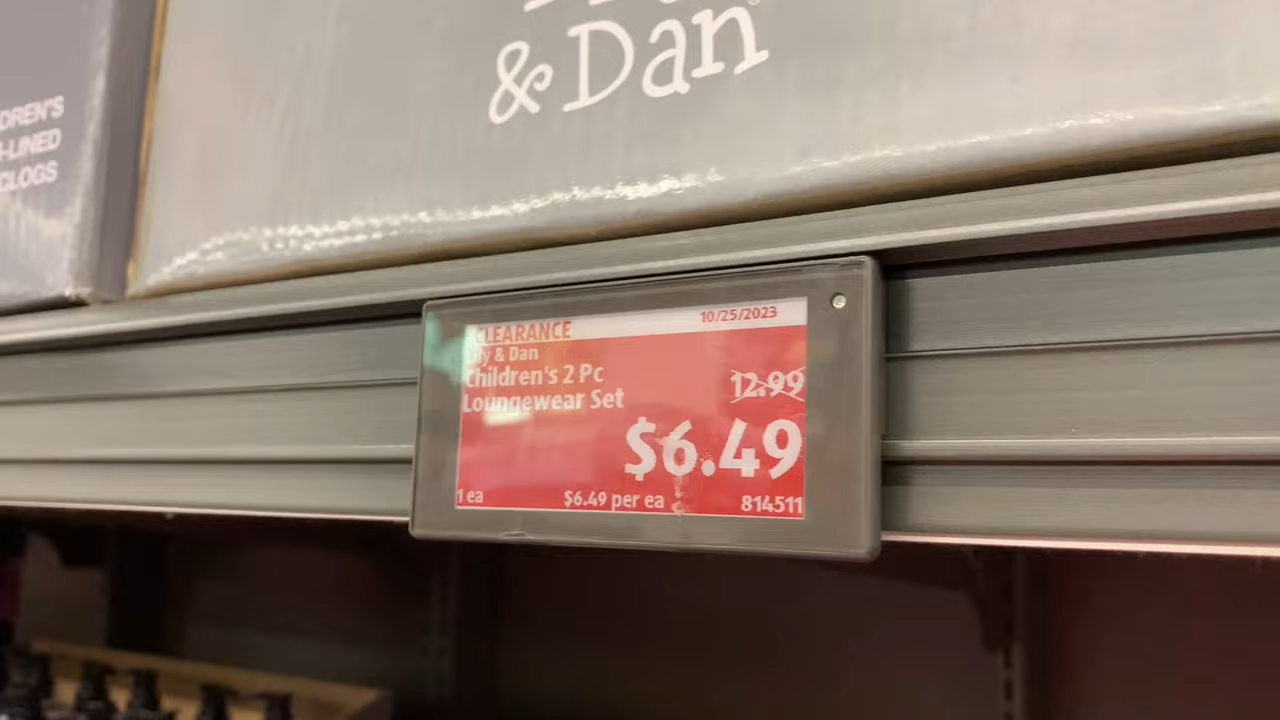 & Dan
DREN'S
-LINED
CLOGS
CLEARANCE
10/25/2023
ly & Dan
Children's 2 Pc
Loungewear Set
12.99
$6.49
1 ea
$6.49 per ea
814511